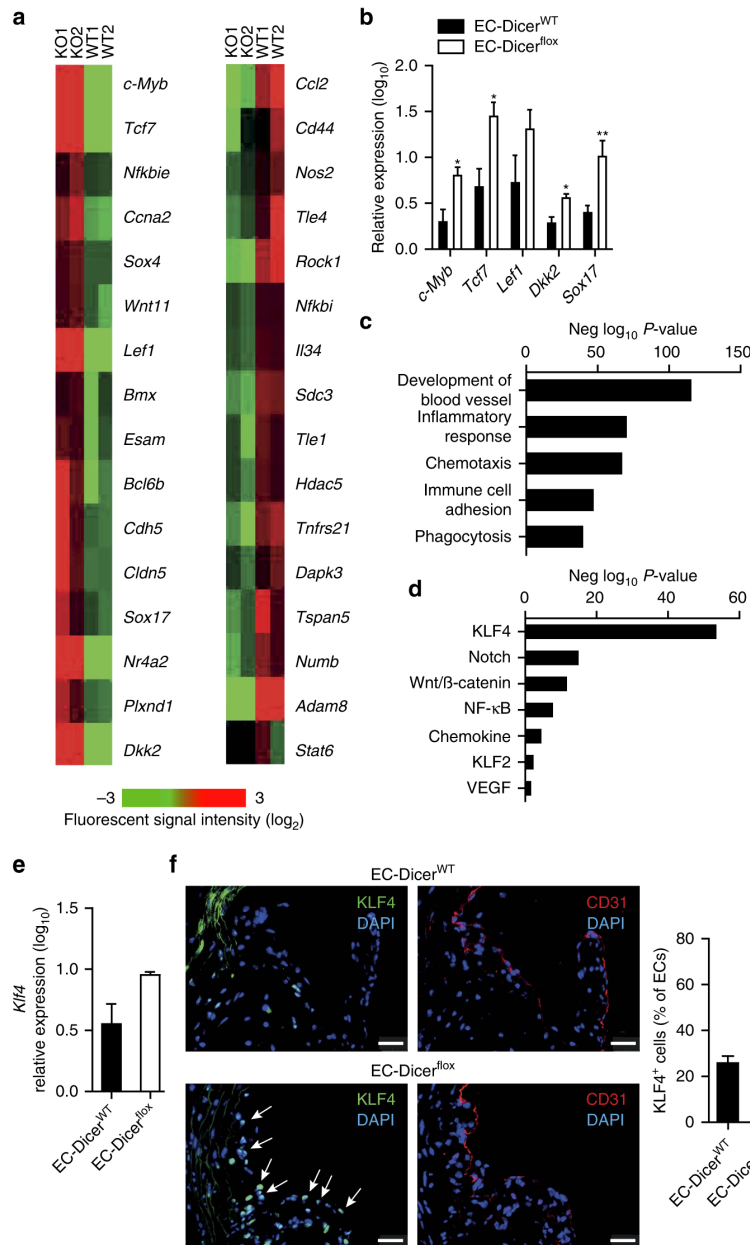 a
KO1
KO2
WT1
WT2
c-Myb
Tcf7
Nfkbie
Ccna2
Sox4
Wnt11
Lef1
Bmx
Esam
Bcl6b
Cdh5
Cldn5
Sox17
Nr4a2
Plxnd1
Dkk2
KO1
KO2
WT1
WT2
Ccl2
Cd44
Nos2
Tle4
Rock1
Nfkbi
Il34
Sdc3
Tle1
Hdac5
Tnfrs21
Dapk3
Tspan5
Numb
Adam8
Stat6
–3
3
Fluorescent signal intensity (log2)
b
EC-DicerWT
EC-Dicerflox
Relative expression (log10)
2.0
1.5
1.0
0.5
0.0
*
*
*
**
c-Myb
Tcf7
Lef1
Dkk2
Sox17
c
Neg log10 P-value
0
50
100
150
Development of
blood vessel
Inflammatory
response
Chemotaxis
Immune cell
adhesion
Phagocytosis
d
Neg log10 P-value
0
20
40
60
KLF4
Notch
Wnt/ß-catenin
NF-κB
Chemokine
KLF2
VEGF
e
Klf4
relative expression (log10)
1.5
1.0
0.5
0.0
EC-DicerWT
EC-Dicerflox
f
EC-DicerWT
KLF4
DAPI
CD31
DAPI
EC-Dicerflox
KLF4
DAPI
CD31
DAPI
KLF4+ cells (% of ECs)
80
60
40
20
0
EC-DicerWT
EC-Dice